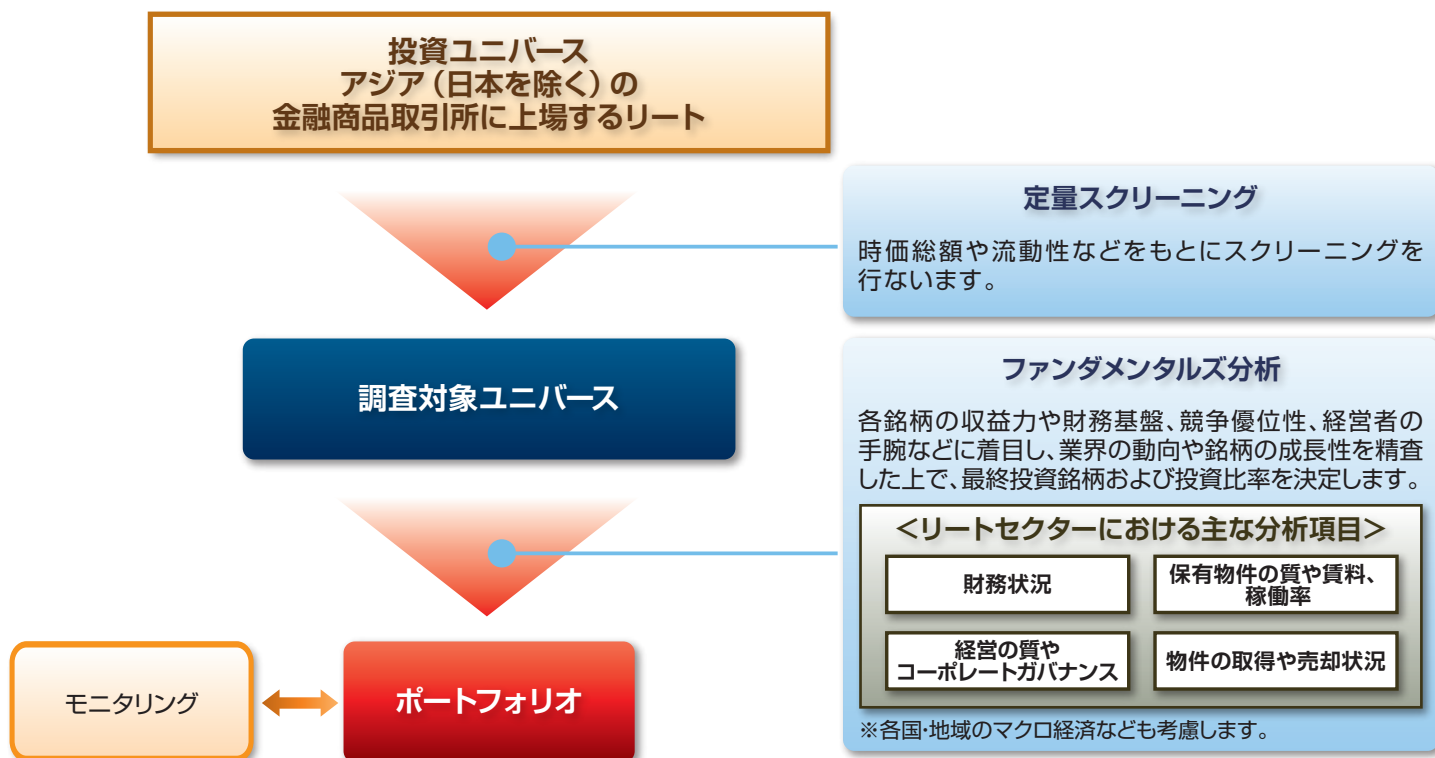 投資ユニバース
アジア（日本を除く）の
金融商品取引所に上場するリート
定量スクリーニング
時価総額や流動性などをもとにスクリーニングを
行ないます。
調査対象ユニバース
ファンダメンタルズ分析
各銘柄の収益力や財務基盤、競争優位性、経営者の
手腕などに着目し、業界の動向や銘柄の成長性を精査
した上で、最終投資銘柄および投資比率を決定します。
＜リートセクターにおける主な分析項目＞
財務状況
保有物件の質や賃料、
稼働率
経営の質や
コーポレートガバナンス
物件の取得や売却状況
※各国・地域のマクロ経済なども考慮します。
モニタリング
ポートフォリオ